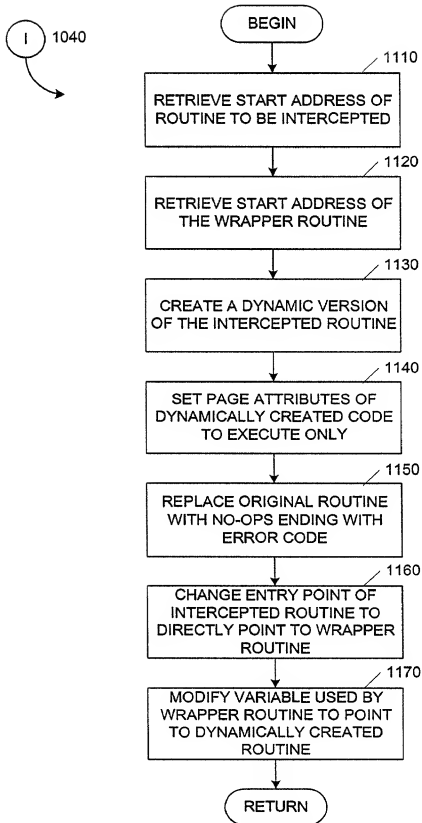 I
1040
BEGIN
1110
RETRIEVE START ADDRESS OF
ROUTINE TO BE INTERCEPTED
1120
RETRIEVE START ADDRESS OF
THE WRAPPER ROUTINE
1130
CREATE A DYNAMIC VERSION
OF THE INTERCEPTED ROUTINE
1140
SET PAGE ATTRIBUTES OF
DYNAMICALLY CREATED CODE
TO EXECUTE ONLY
1150
REPLACE ORIGINAL ROUTINE
WITH NO-OPS ENDING WITH
ERROR CODE
1160
CHANGE ENTRY POINT OF
INTERCEPTED ROUTINE TO
DIRECTLY POINT TO WRAPPER
ROUTINE
1170
MODIFY VARIABLE USED BY
WRAPPER ROUTINE TO POINT
TO DYNAMICALLY CREATED
ROUTINE
RETURN